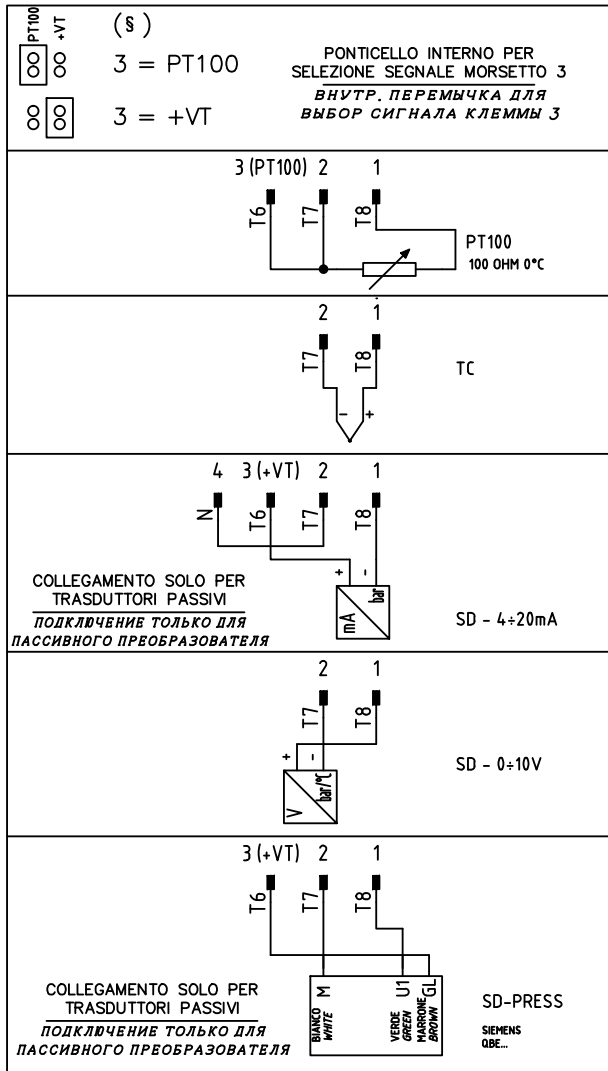 PT100
+VT
(§)
3 = PT100
3 = +VT
PONTICELLO INTERNO PER
SELEZIONE SEGNALE MORSETTO 3
ВНУТР. ПЕРЕМЫЧКА ДЛЯ
ВЫБОР СИГНАЛА КЛЕММЫ 3
3 (PT100) 2 1
T6 T7 T8
PT100
100 OHM 0°C
2 1
T7 T8
- +
TC
4 3 (+VT) 2 1
N T6 T7 T8
+ -
mA bar
COLLEGAMENTO SOLO PER
TRASDUTTORI PASSIVI
ПОДКЛЮЧЕНИЕ ТОЛЬКО ДЛЯ
ПАССИВНОГО ПРЕОБРАЗОВАТЕЛЯ
SD - 4÷20mA
2 1
T7 T8
+ -
V bar/°C
SD - 0÷10V
3 (+VT) 2 1
T6 T7 T8
M U1 GL
BIANCO
WHITE
VERDE
GREEN
MARRONE
BROWN
COLLEGAMENTO SOLO PER
TRASDUTTORI PASSIVI
ПОДКЛЮЧЕНИЕ ТОЛЬКО ДЛЯ
ПАССИВНОГО ПРЕОБРАЗОВАТЕЛЯ
SD-PRESS
SIEMENS
QBE...